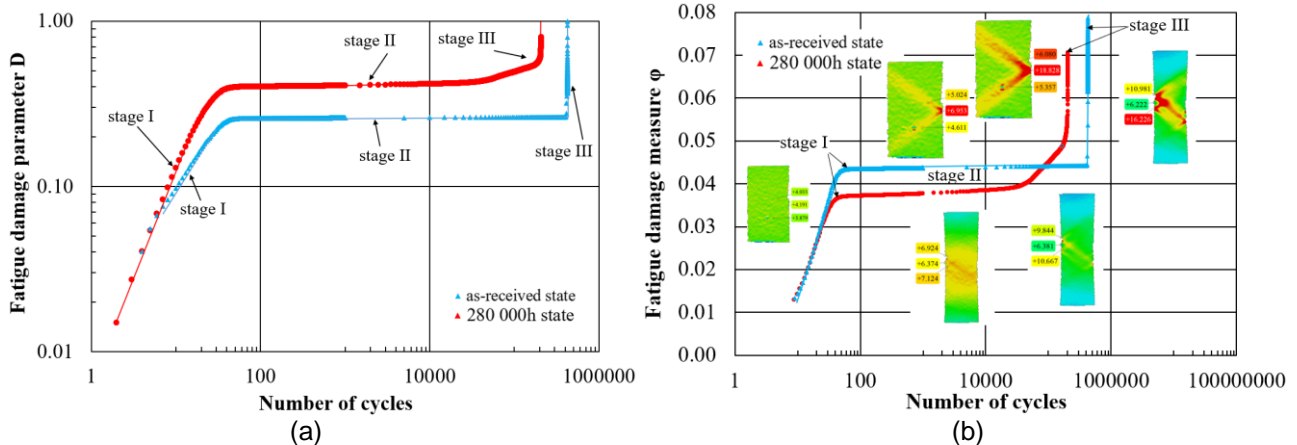 Fatigue damage parameter D
1.00
0.10
0.01
stage I
stage I
stage II
stage III
stage II
stage III
as-received state
280 000h state
1
100
10000
1000000
Number of cycles
(a)
Fatigue damage measure φ
0.08
0.07
0.06
0.05
0.04
0.03
0.02
0.01
0.00
as-received state
280 000h state
stage I
stage II
stage III
+5.024
+6.953
+4.611
+6.080
+18.828
+5.357
+10.981
+6.222
+16.226
+6.924
+6.374
+7.124
+9.844
+6.381
+10.667
1
100
10000
1000000
100000000
Number of cycles
(b)